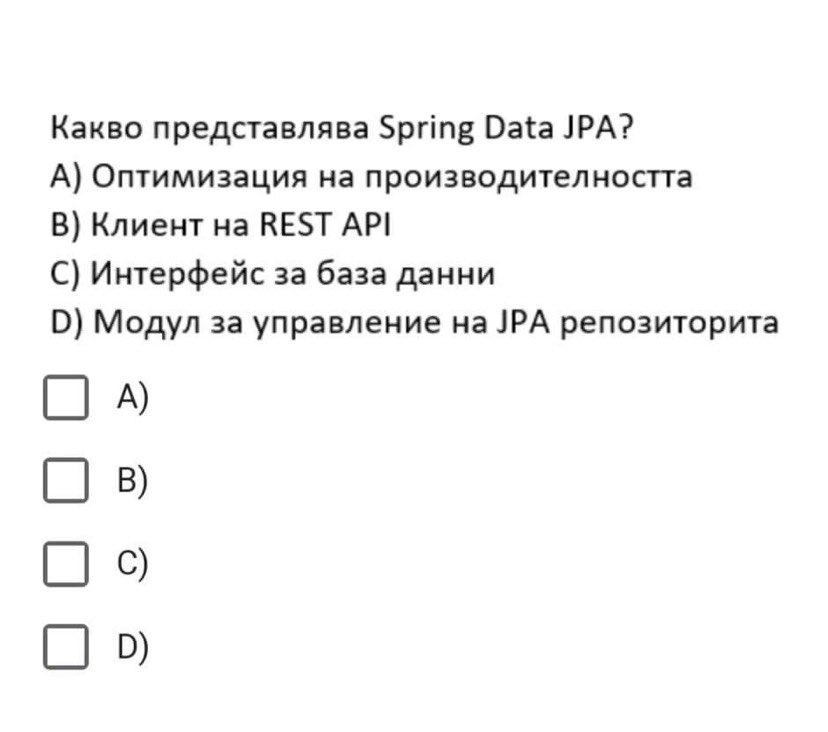 Какво представлява Spring Data JPA?
A) Оптимизация на производителността
B) Клиент на REST API
C) Интерфейс за база данни
D) Модул за управление на JPA репозиторита
A)
B)
C)
D)